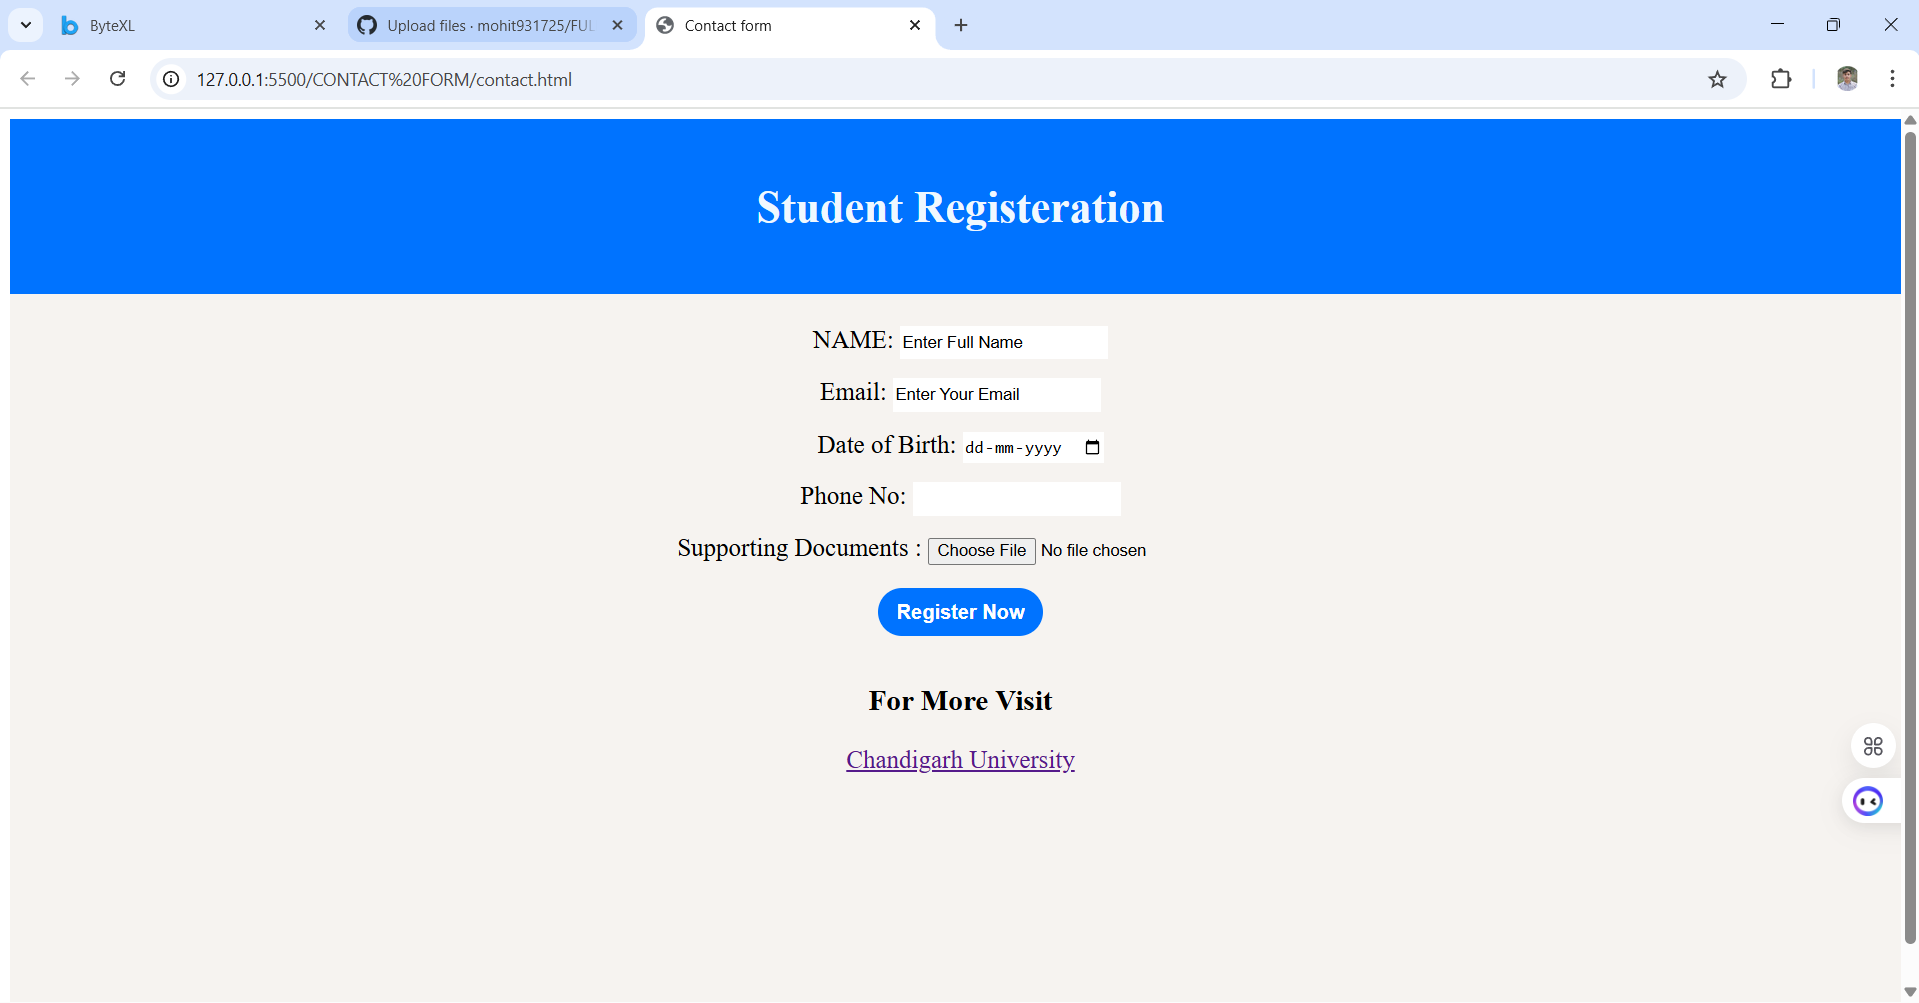 ByteXL
Upload files · mohit931725/FUL
Contact form
127.0.0.1:5500/CONTACT%20FORM/contact.html
Student Registeration
NAME: Enter Full Name
Email: Enter Your Email
Date of Birth: dd-mm-yyyy
Phone No:
Supporting Documents : Choose File No file chosen
Register Now
For More Visit
Chandigarh University